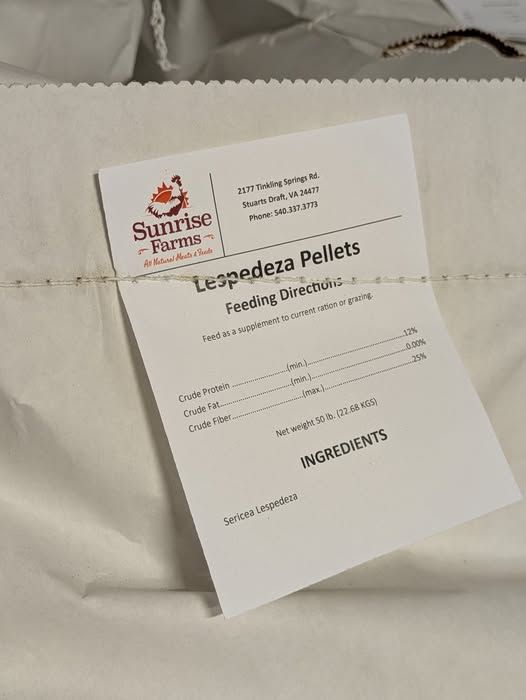 Sunrise
Farms
All Natural Meats & Feeds
2177 Tinkling Springs Rd.
Stuarts Draft, VA 24477
Phone: 540.337.3773
Lespedeza Pellets
Feeding Directions
Feed as a supplement to current ration or grazing.
Crude Protein ......................(min.)......................................12%
Crude Fat............................(min.)......................................0.00%
Crude Fiber.........................(max.)......................................25%
Net weight 50 lb. (22.68 KGS)
INGREDIENTS
Sericea Lespedeza